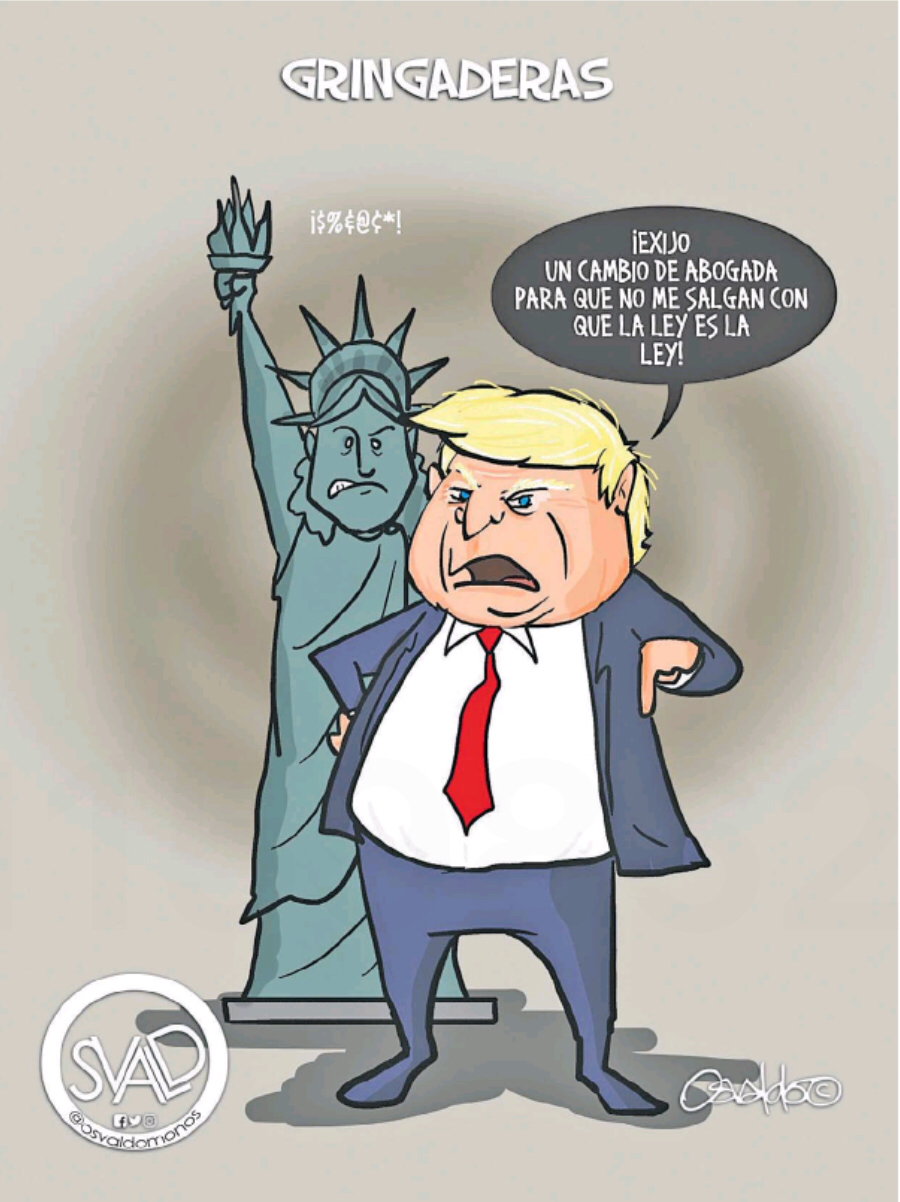 GRINGADERAS
¡$%&@¢*!
¡EXIJO
UN CAMBIO DE ABOGADA
PARA QUE NO ME SALGAN CON
QUE LA LEY ES LA
LEY!
SVALD
@osvaldomonos
Osvaldo©